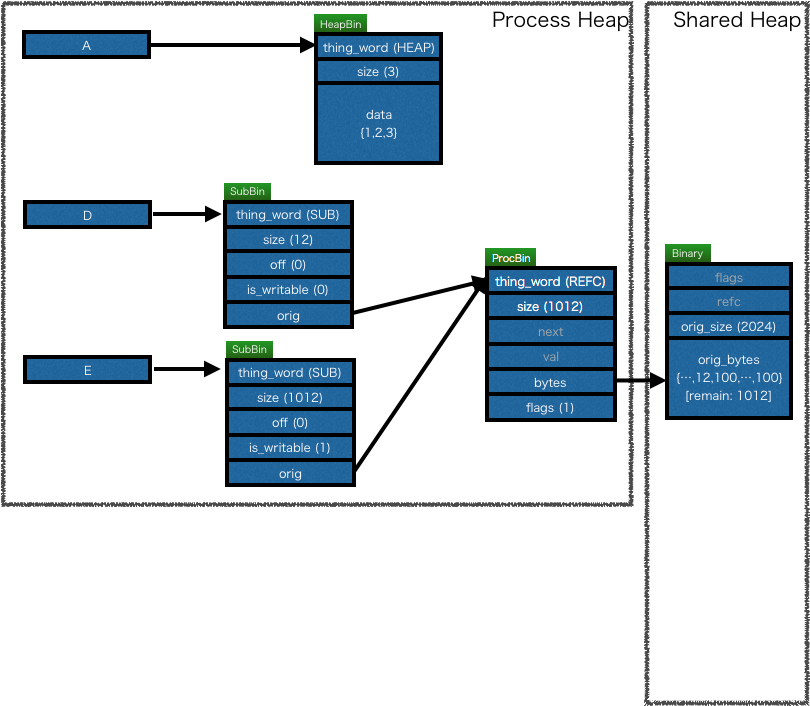 Process Heap
Shared Heap
A
HeapBin
thing_word (HEAP)
size (3)
data
{1,2,3}
D
SubBin
thing_word (SUB)
size (12)
off (0)
is_writable (0)
orig
E
SubBin
thing_word (SUB)
size (1012)
off (0)
is_writable (1)
orig
ProcBin
thing_word (REFC)
size (1012)
next
val
bytes
flags (1)
Binary
flags
refc
orig_size (2024)
orig_bytes
{…,12,100,…,100}
[remain: 1012]